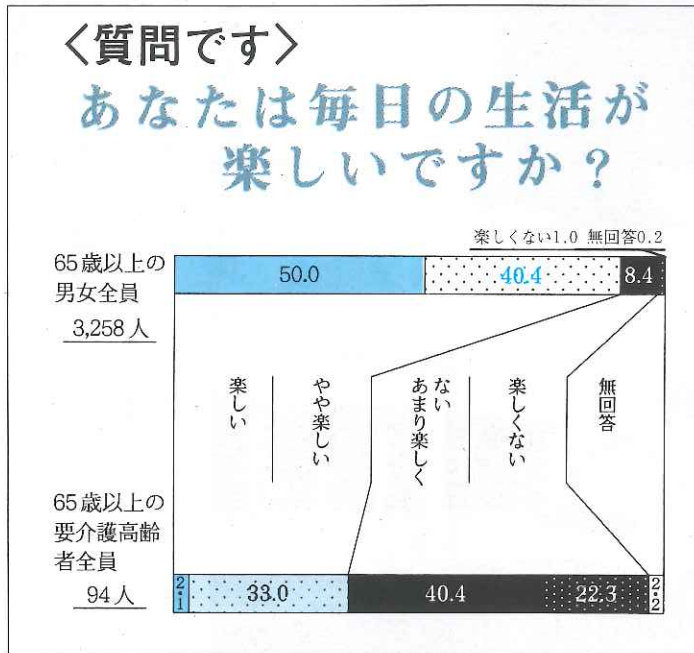 〈質問です〉
あなたは毎日の生活が
楽しいですか？
楽しくない1.0 無回答0.2
65歳以上の
男女全員
3,258人
50.0
40.4
8.4
楽しい
やや楽しい
あまり楽しく
ない
楽しくない
無回答
65歳以上の
要介護高齢
者全員
94人
2.1
33.0
40.4
22.3
2.2